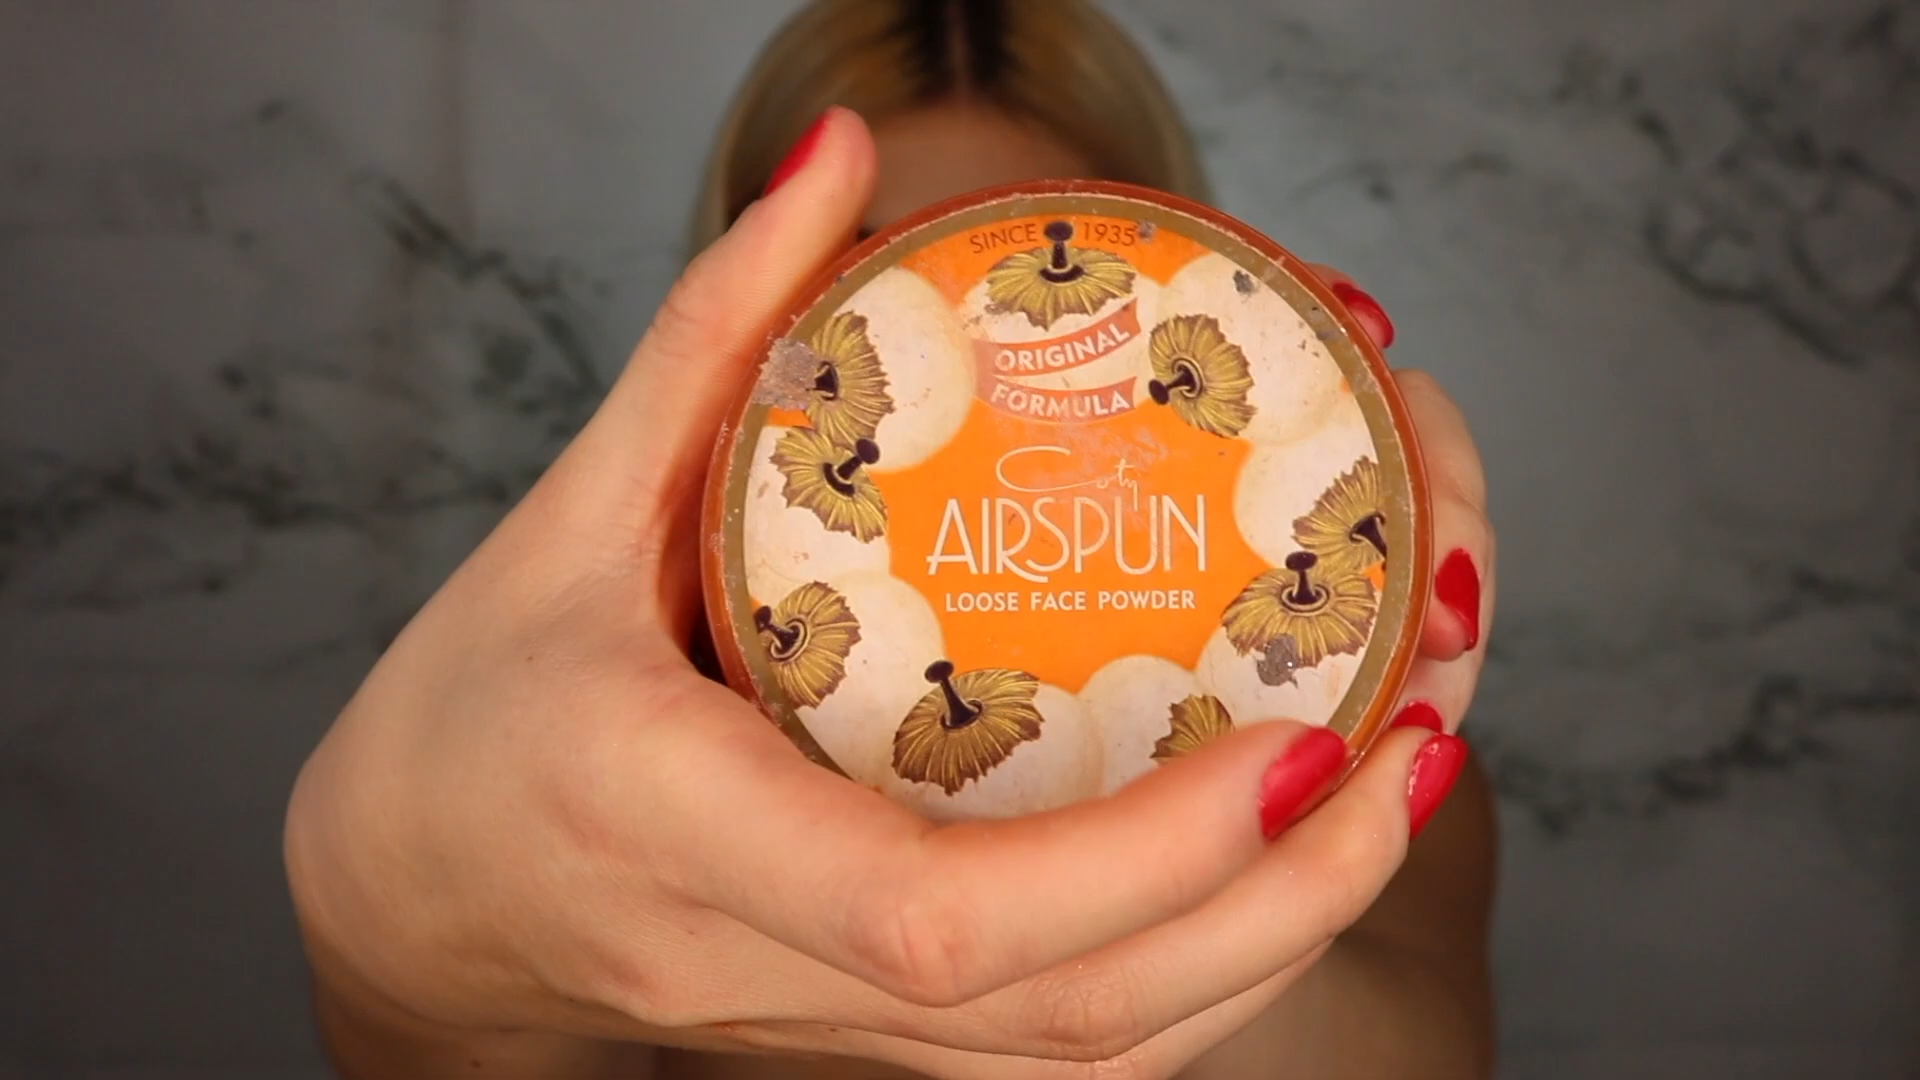 SINCE 1935
ORIGINAL
FORMULA
Coty
AIRSPUN
LOOSE FACE POWDER